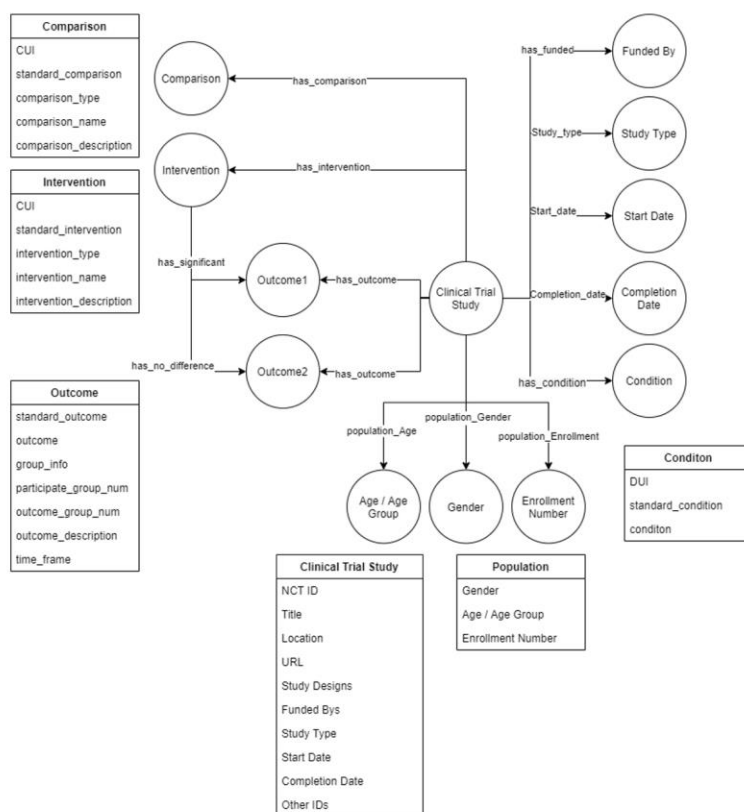 Comparison
CUI
standard_comparison
comparison_type
comparison_name
comparison_description
Intervention
CUI
standard_intervention
intervention_type
intervention_name
intervention_description
Outcome
standard_outcome
outcome
group_info
participate_group_num
outcome_group_num
outcome_description
time_frame
Comparison
has_comparison
Intervention
has_intervention
has_significant
Outcome1
has_outcome
has_no_difference
Outcome2
has_outcome
Clinical Trial
Study
has_funded
Funded By
Study_type
Study Type
Start_date
Start Date
Completion_date
Completion
Date
has_condition
Condition
population_Age
population_Gender
population_Enrollment
Age / Age
Group
Gender
Enrollment
Number
Conditon
DUI
standard_condition
conditon
Clinical Trial Study
NCT ID
Title
Location
URL
Study Designs
Funded Bys
Study Type
Start Date
Completion Date
Other IDs
Population
Gender
Age / Age Group
Enrollment Number